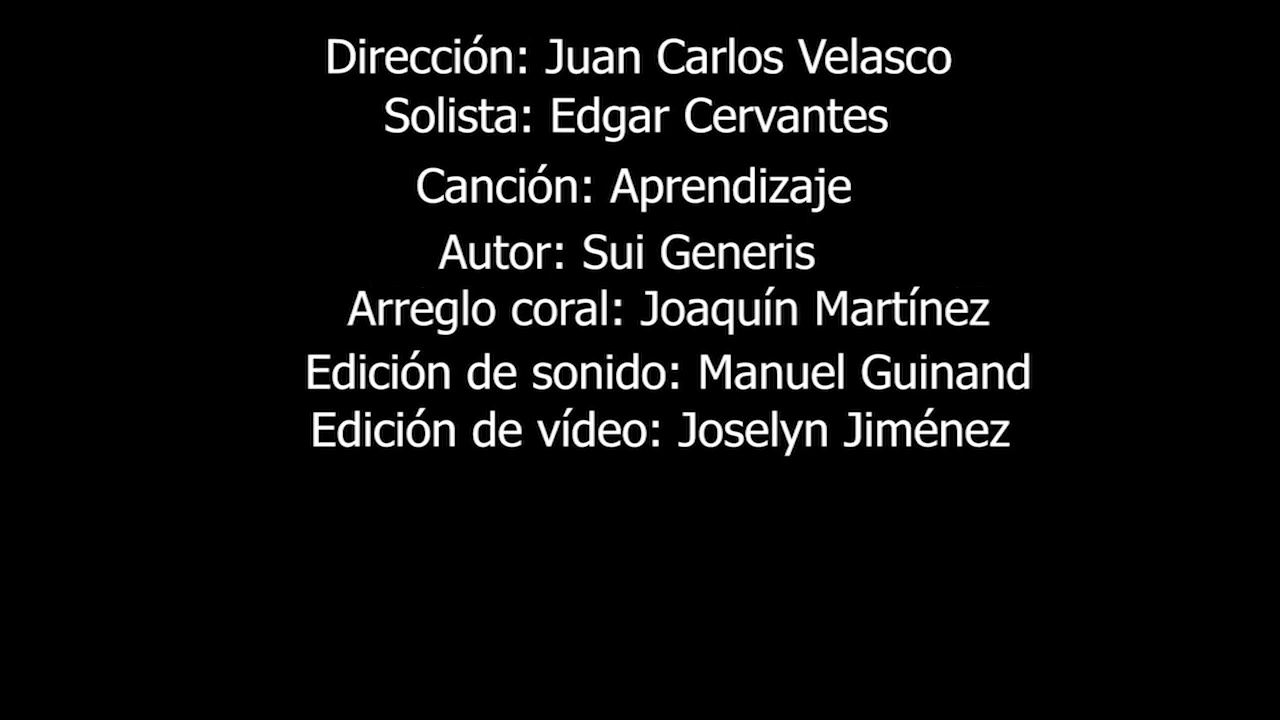 Dirección: Juan Carlos Velasco
Solista: Edgar Cervantes
Canción: Aprendizaje
Autor: Sui Generis
Arreglo coral: Joaquín Martínez
Edición de sonido: Manuel Guinand
Edición de vídeo: Joselyn Jiménez